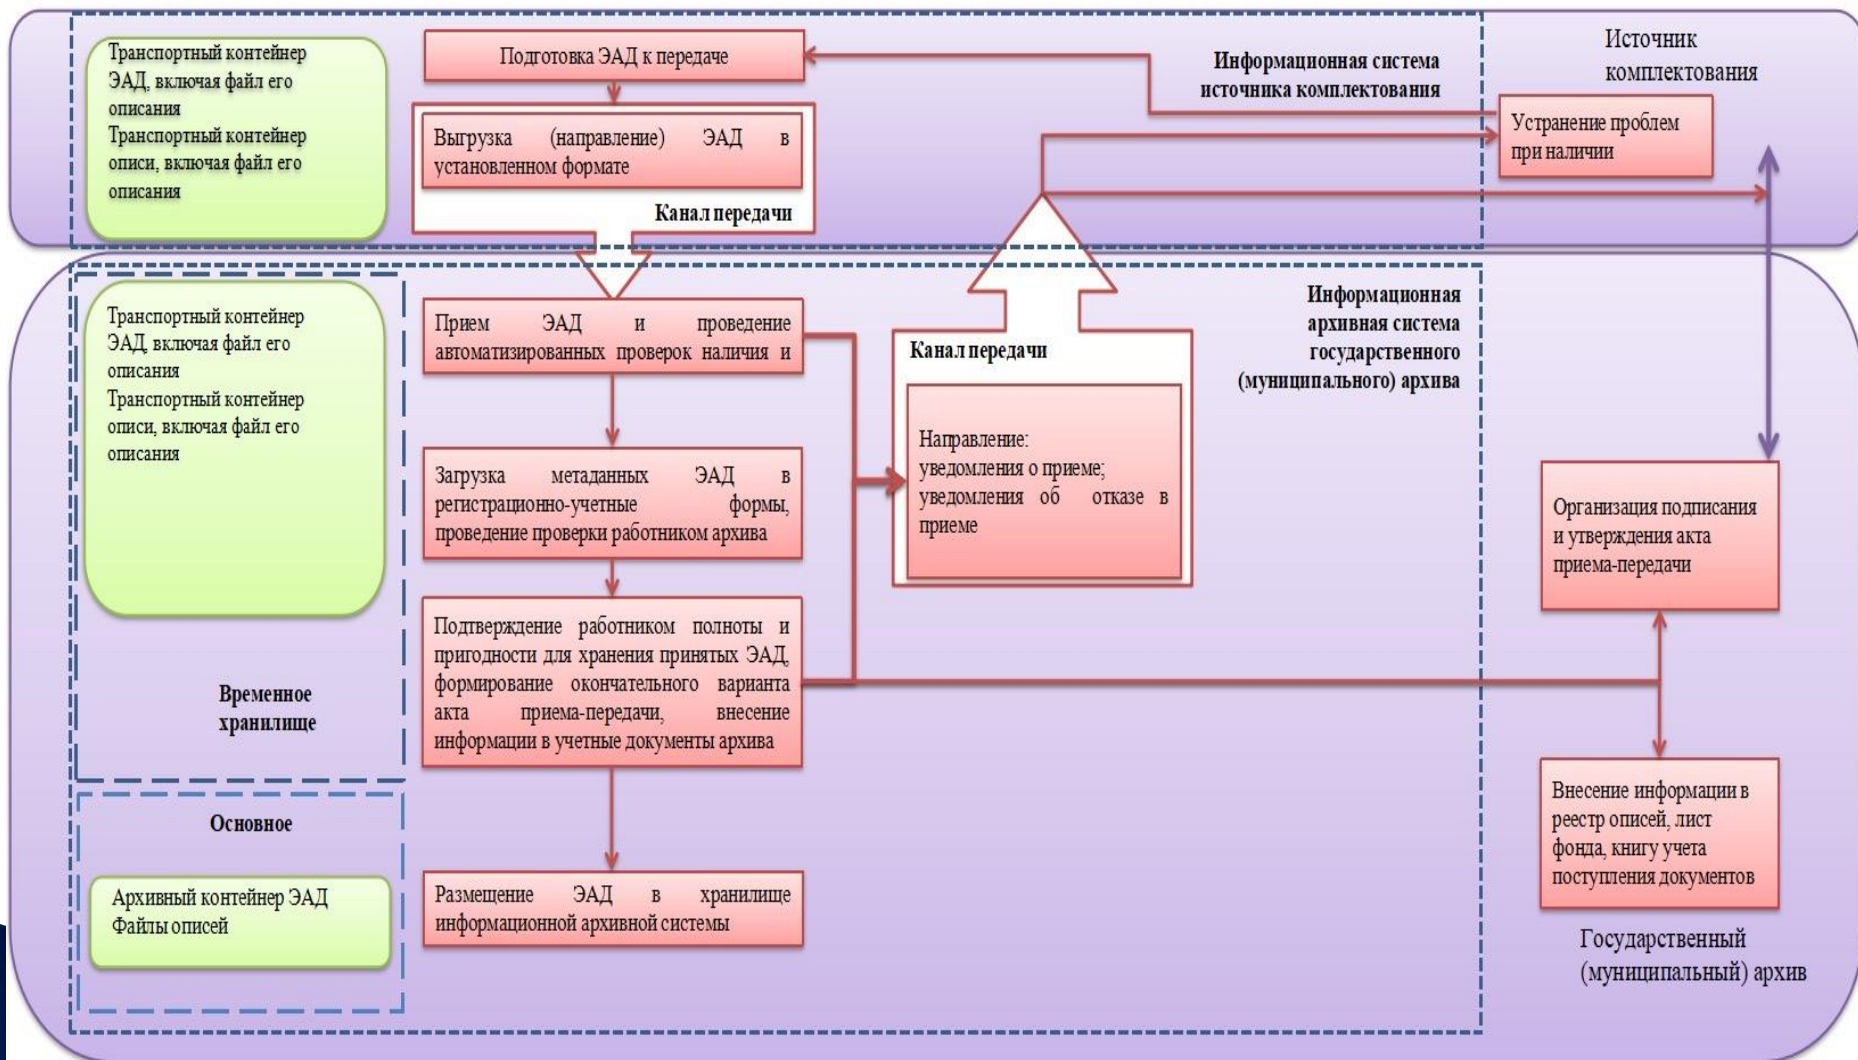 Транспортный контейнер
ЭАД, включая файл его
описания
Транспортный контейнер
описи, включая файл его
описания
Подготовка ЭАД к передаче
Выгрузка (направление) ЭАД в
установленном формате
Канал передачи
Информационная система
источника комплектования
Источник
комплектования
Устранение проблем
при наличии
Транспортный контейнер
ЭАД, включая файл его
описания
Транспортный контейнер
описи, включая файл его
описания
Временное
хранилище
Основное
Архивный контейнер ЭАД
Файлы описей
Прием ЭАД и проведение
автоматизированных проверок наличия и
Загрузка метаданных ЭАД в
регистрационно-учетные формы,
проведение проверки работником архива
Подтверждение работником полноты и
пригодности для хранения принятых ЭАД,
формирование окончательного варианта
акта приема-передачи, внесение
информации в учетные документы архива
Размещение ЭАД в хранилище
информационной архивной системы
Канал передачи
Направление:
уведомления о приеме;
уведомления об отказе в
приеме
Информационная
архивная система
государственного
(муниципального) архива
Организация подписания
и утверждения акта
приема-передачи
Внесение информации в
реестр описей, лист
фонда, книгу учета
поступления документов
Государственный
(муниципальный) архив